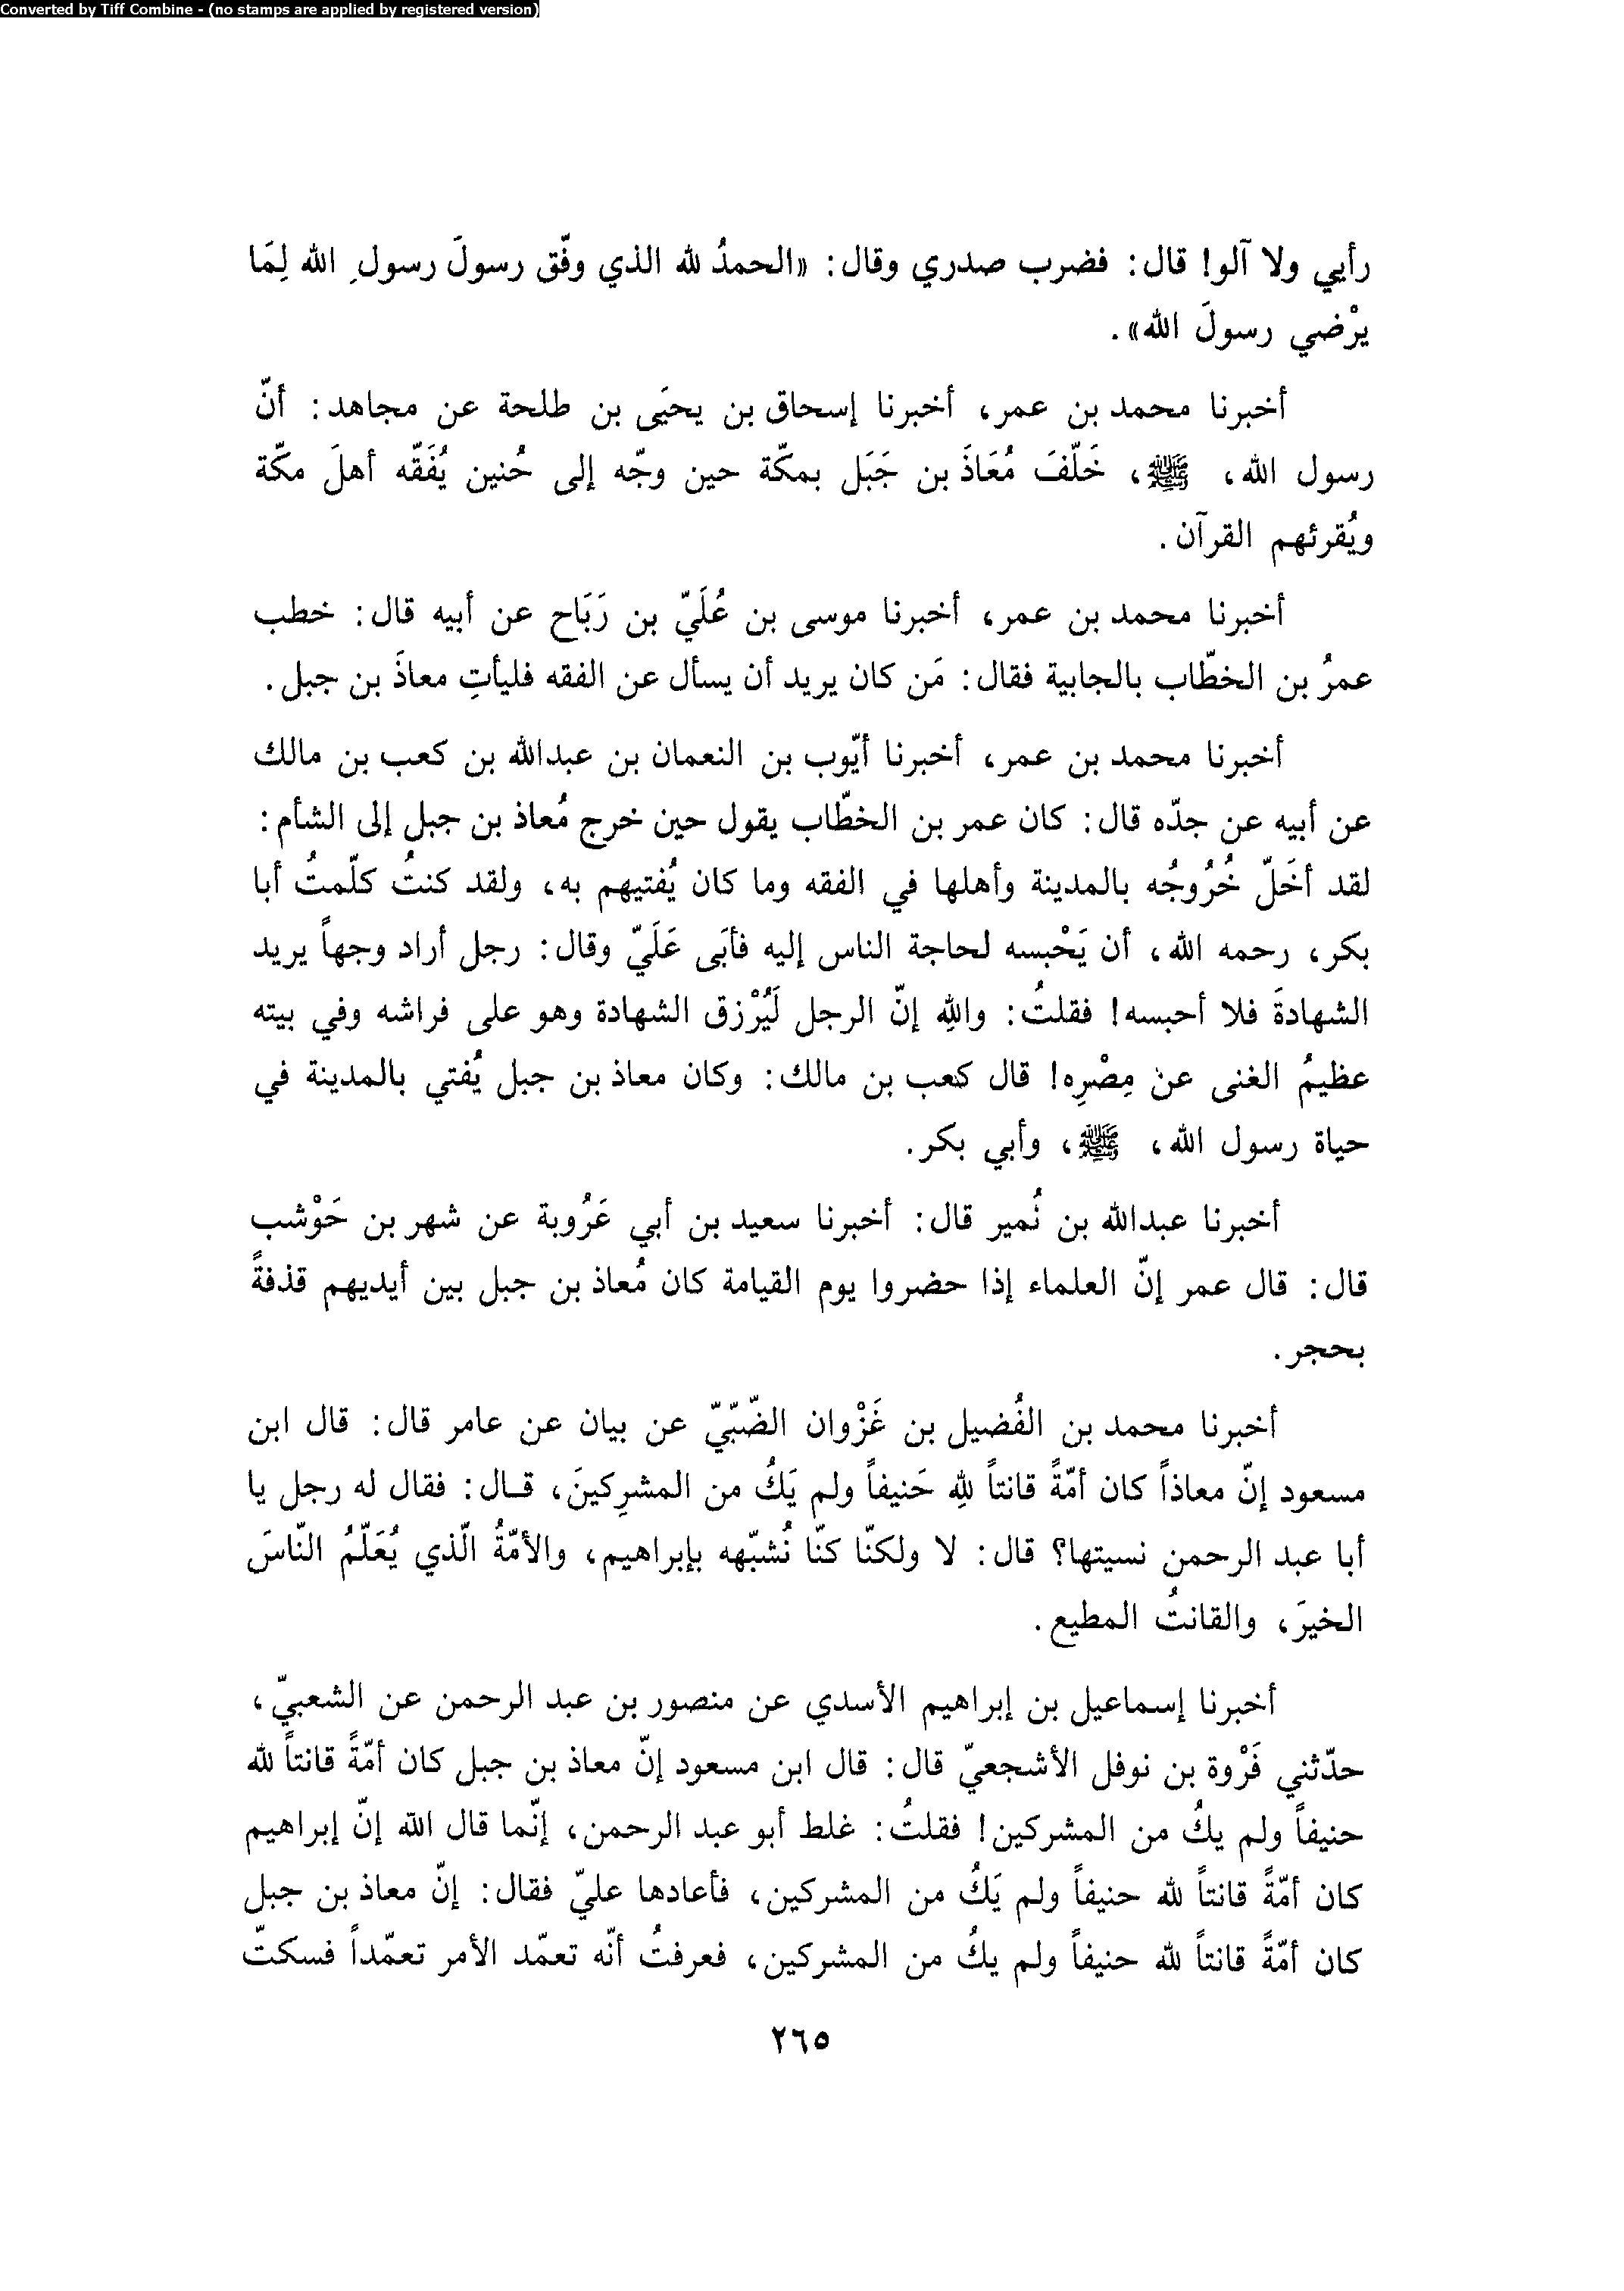 Converted by Tiff Combine - (no stamps are applied by registered version)
رأيي ولا آلو! قال: فضرب صدري وقال: «الحمدُ لله الذي وفّق رسولَ رسولِ الله لِمَا
يرْضي رسولَ الله».
أخبرنا محمد بن عمر، أخبرنا إسحاق بن يحيَى بن طلحة عن مجاهد: أنّ
رسول الله، ﷺ، خَلّفَ مُعَاذَ بن جَبَل بمكّة حين وجّه إلى حُنين يُفَقّه أهلَ مكّة
ويُقرئهم القرآن.
أخبرنا محمد بن عمر، أخبرنا موسى بن عُلَيّ بن رَبَاح عن أبيه قال: خطب
عمرُ بن الخطّاب بالجابية فقال: مَن كان يريد أن يسأل عن الفقه فليأتِ معاذَ بن جبل.
أخبرنا محمد بن عمر، أخبرنا أيّوب بن النعمان بن عبدالله بن كعب بن مالك
عن أبيه عن جدّه قال: كان عمر بن الخطّاب يقول حين خرج مُعاذ بن جبل إلى الشأم:
لقد أخَلّ خُرُوجُه بالمدينة وأهلها في الفقه وما كان يُفتيهم به، ولقد كنتُ كلّمتُ أبا
بكر، رحمه الله، أن يَحْبسه لحاجة الناس إليه فأبَى عَلَيّ وقال: رجل أراد وجهاً يريد
الشهادةَ فلا أحبسه! فقلتُ: واللهِ إنّ الرجل لَيُرْزق الشهادة وهو على فراشه وفي بيته
عظيمُ الغنى عن مِصْرِه! قال كعب بن مالك: وكان معاذ بن جبل يُفتي بالمدينة في
حياة رسول الله، ﷺ، وأبي بكر.
أخبرنا عبدالله بن نُمير قال: أخبرنا سعيد بن أبي عَرُوبة عن شهر بن حَوْشب
قال: قال عمر إنّ العلماء إذا حضروا يوم القيامة كان مُعاذ بن جبل بين أيديهم قذفةً
بحجر.
أخبرنا محمد بن الفُضيل بن غَزْوان الضّبّيّ عن بيان عن عامر قال: قال ابن
مسعود إنّ معاذاً كان أمّةً قانتاً للهِ حَنيفاً ولم يَكُ من المشرِكينَ، قـال: فقال له رجل يا
أبا عبد الرحمن نسيتها؟ قال: لا ولكنّا كنّا نُشبّهه بإبراهيم، والأمّةُ الّذي يُعَلّمُ النّاسَ
الخيرَ، والقانتُ المطيع.
أخبرنا إسماعيل بن إبراهيم الأسدي عن منصور بن عبد الرحمن عن الشعبيّ،
حدّثني فَرْوة بن نوفل الأشجعيّ قال: قال ابن مسعود إنّ معاذ بن جبل كان أمّةً قانتاً لله
حنيفاً ولم يكُ من المشركين! فقلتُ: غلط أبو عبد الرحمن، إنّما قال الله إنّ إبراهيم
كان أمّةً قانتاً لله حنيفاً ولم يَكُ من المشركين، فأعادها عليّ فقال: إنّ معاذ بن جبل
كان أمّةً قانتاً لله حنيفاً ولم يكُ من المشركين، فعرفتُ أنّه تعمّد الأمر تعمّداً فسكتّ
٢٦٥